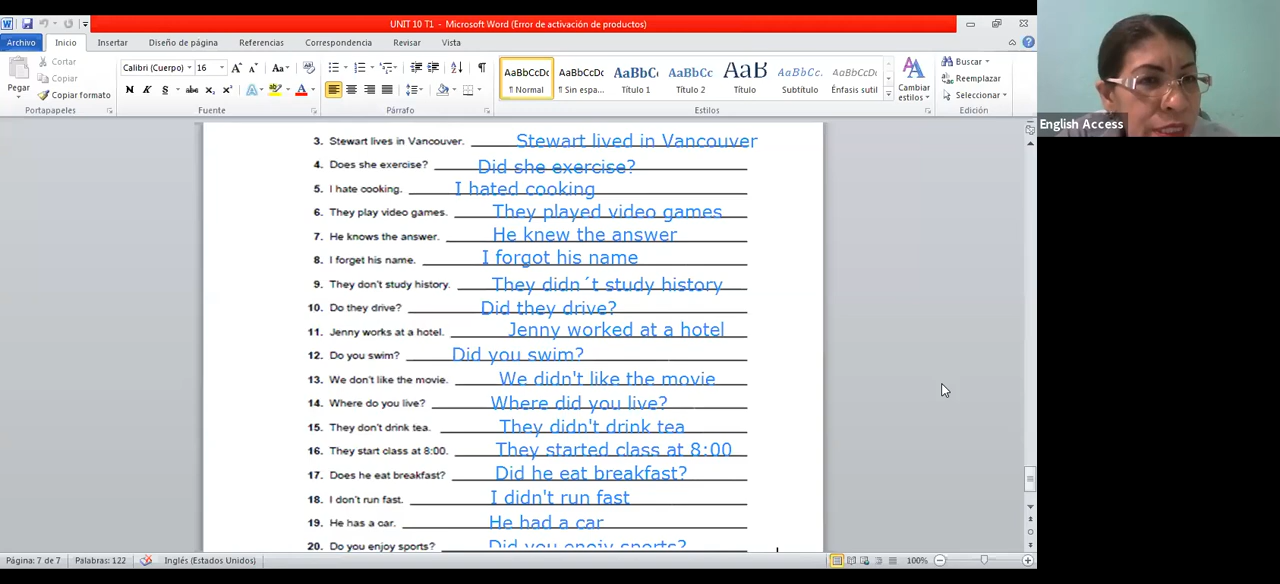 UNIT 10 T1 - Microsoft Word (Error de activación de productos)
Archivo Inicio Insertar Diseño de página Referencias Correspondencia Revisar Vista
Pegar
Cortar
Copiar
Copiar formato
Portapapeles
Calibri (Cuerpo) 16
Fuente
Párrafo
AaBbCcDc AaBbCcDc AaBbC AaBbCc AaB AaBbCc. AaBbCcDc
¶ Normal ¶ Sin espa... Título 1 Título 2 Título Subtítulo Énfasis sutil
Estilos
Cambiar estilos
Buscar
Reemplazar
Seleccionar
Edición
English Access
3. Stewart lives in Vancouver. Stewart lived in Vancouver
4. Does she exercise? Did she exercise?
5. I hate cooking. I hated cooking
6. They play video games. They played video games
7. He knows the answer. He knew the answer
8. I forget his name. I forgot his name
9. They don't study history. They didn´t study history
10. Do they drive? Did they drive?
11. Jenny works at a hotel. Jenny worked at a hotel
12. Do you swim? Did you swim?
13. We don't like the movie. We didn't like the movie
14. Where do you live? Where did you live?
15. They don't drink tea. They didn't drink tea
16. They start class at 8:00. They started class at 8:00
17. Does he eat breakfast? Did he eat breakfast?
18. I don't run fast. I didn't run fast
19. He has a car. He had a car
20. Do you enjoy sports? Did you enjoy sports?
Página: 7 de 7 Palabras: 122 Inglés (Estados Unidos) 100%